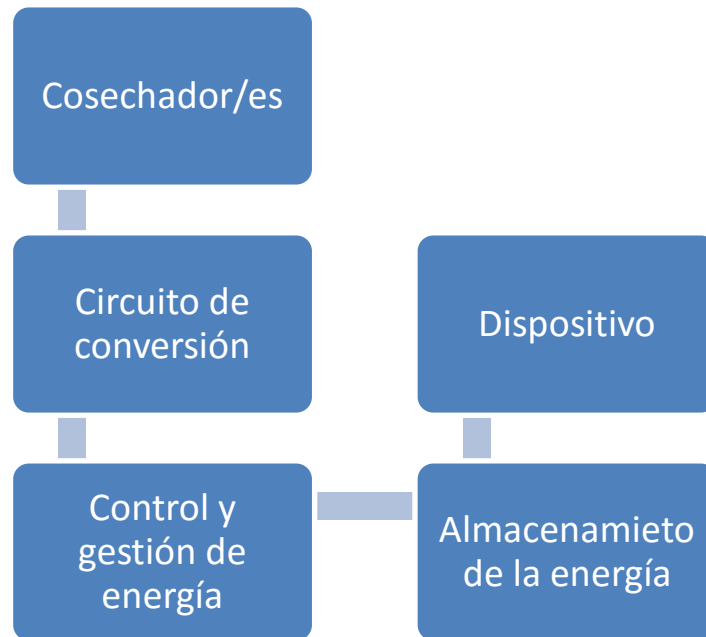 Cosechador/es
Circuito de
conversión
Control y
gestión de
energía
Almacenamieto
de la energía
Dispositivo